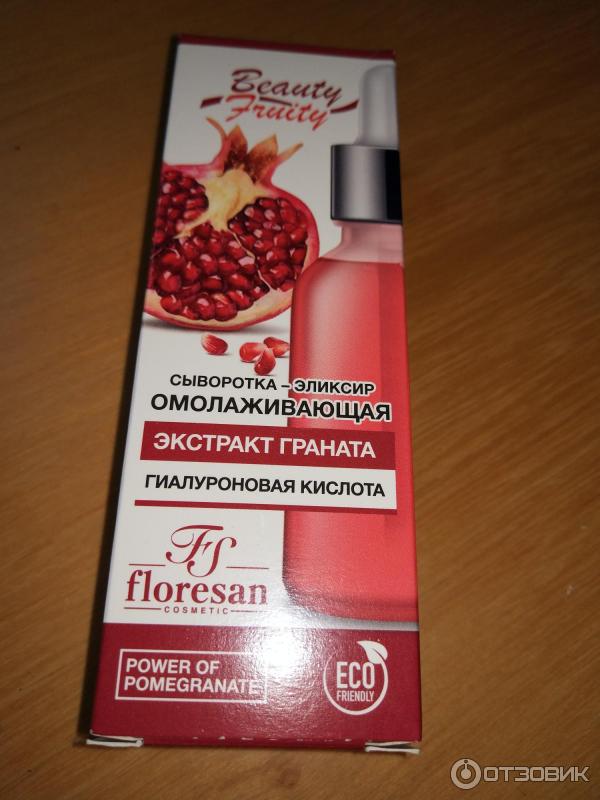 Beauty
Fruity
СЫВОРОТКА – ЭЛИКСИР
ОМОЛАЖИВАЮЩАЯ
ЭКСТРАКТ ГРАНАТА
ГИАЛУРОНОВАЯ КИСЛОТА
FS
floresan
COSMETIC
POWER OF
POMEGRANATE
ECO
FRIENDLY
ОТЗОВИК